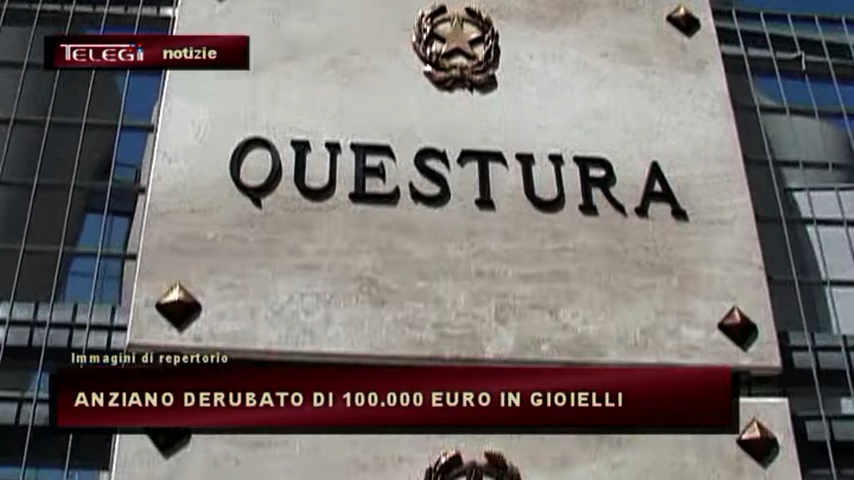 TELEGI notizie
QUESTURA
Immagini di repertorio
ANZIANO DERUBATO DI 100.000 EURO IN GIOIELLI